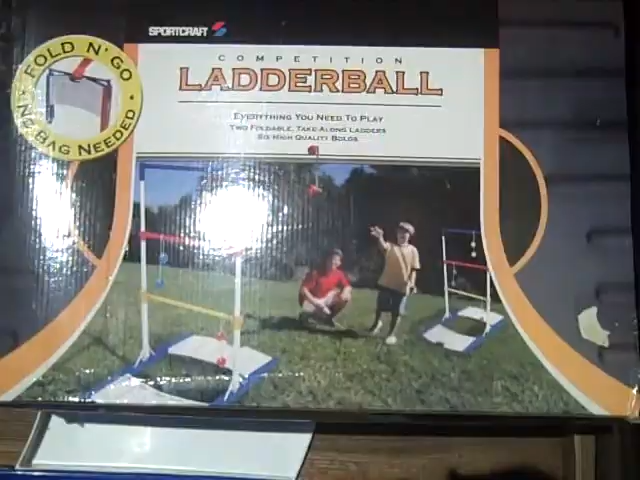 SPORTCRAFT
FOLD N' GO
NO BAG NEEDED
COMPETITION
LADDERBALL
EVERYTHING YOU NEED TO PLAY
TWO FOLDABLE, TAKE-ALONG LADDERS
SIX HIGH QUALITY BOLOS